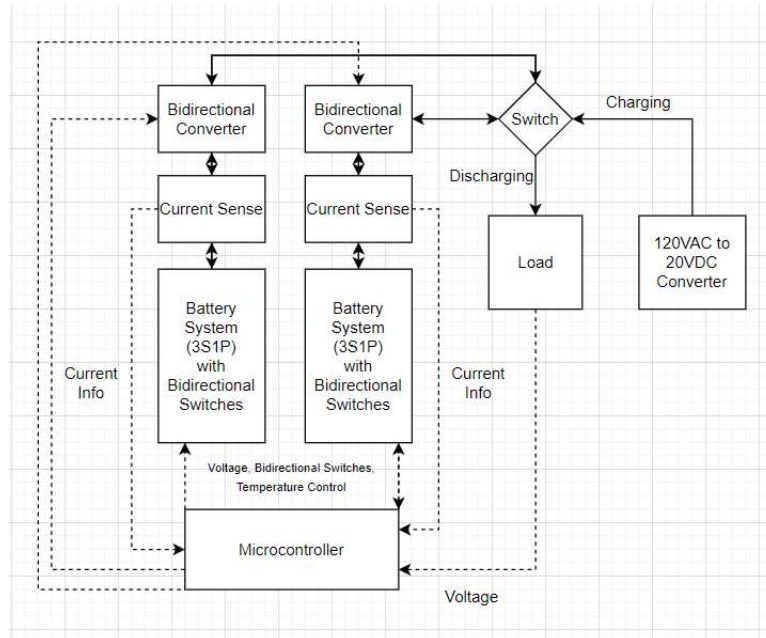 Bidirectional
Converter
Bidirectional
Converter
Switch
Charging
Discharging
Current Sense
Current Sense
Load
120VAC to
20VDC
Converter
Battery
System
(3S1P)
with
Bidirectional
Switches
Battery
System
(3S1P)
with
Bidirectional
Switches
Current
Info
Current
Info
Voltage, Bidirectional Switches,
Temperature Control
Microcontroller
Voltage